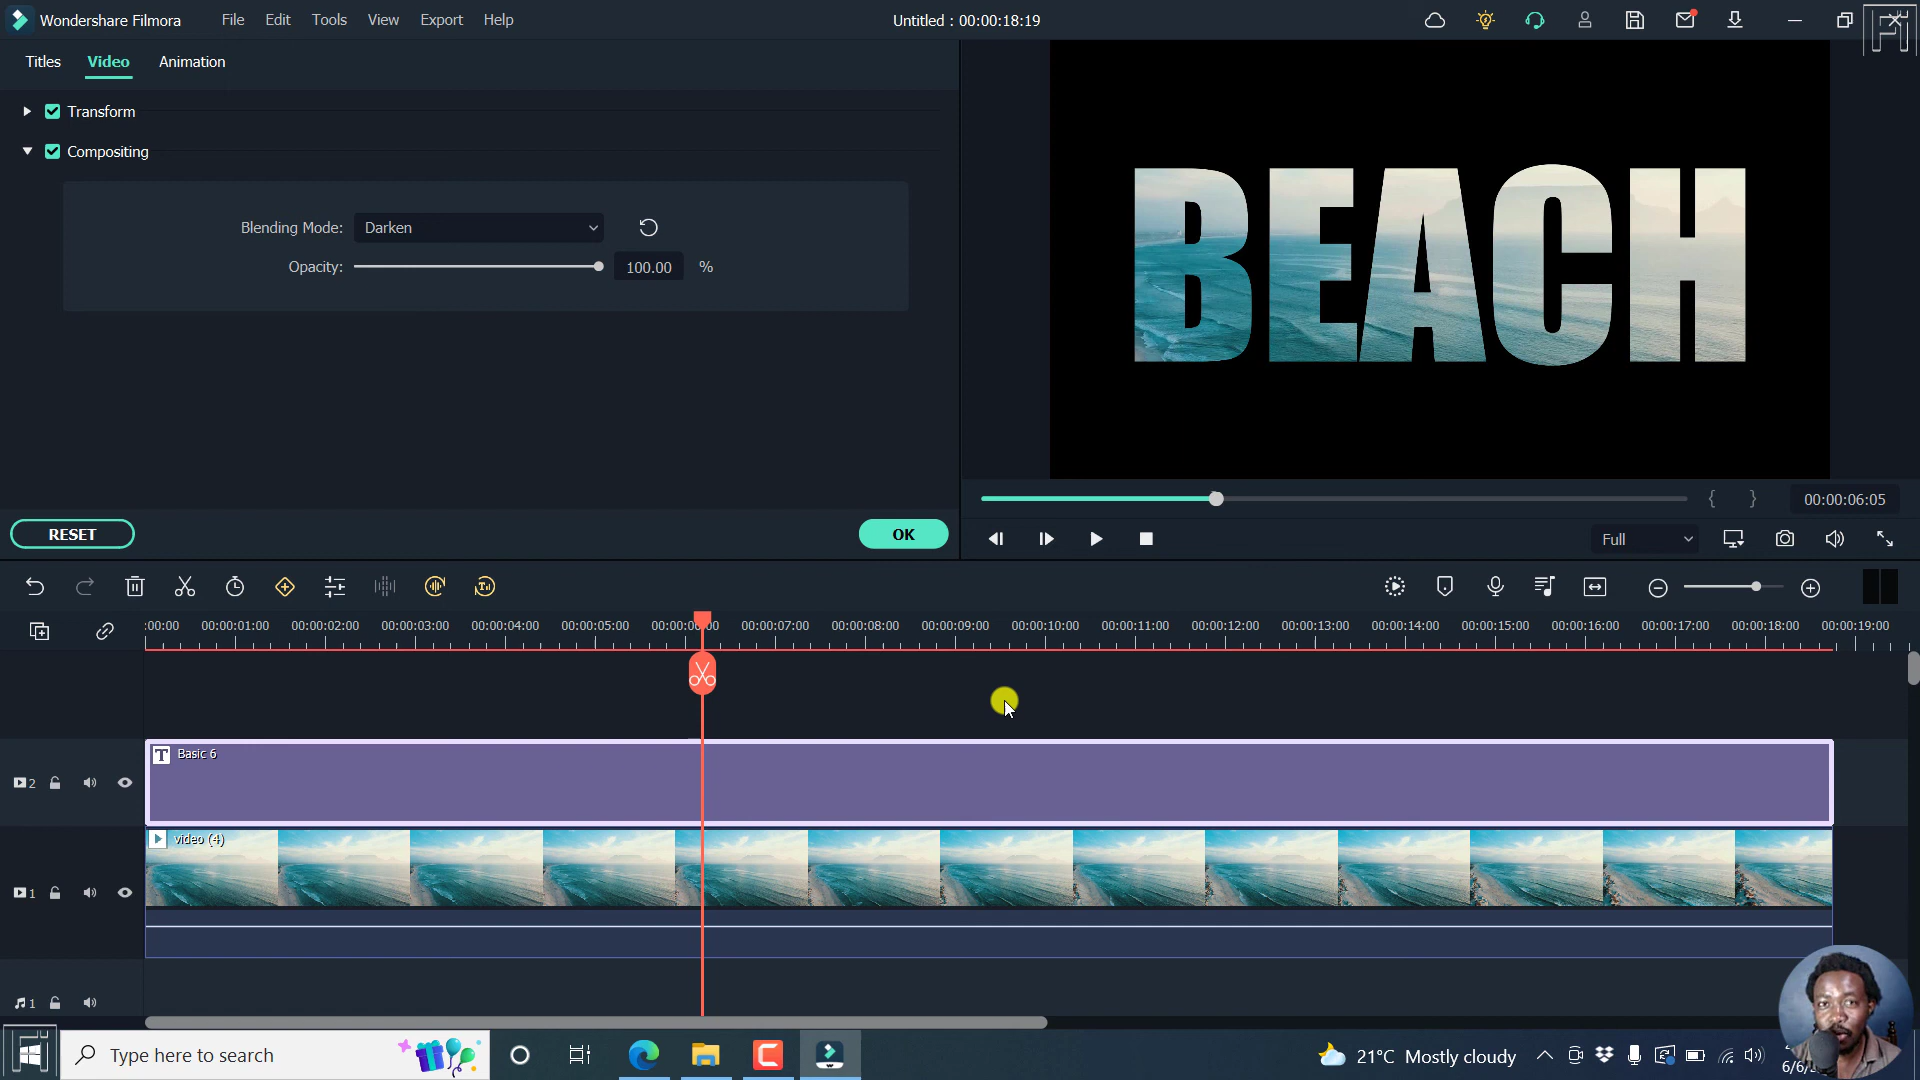 Wondershare Filmora File Edit Tools View Export Help Untitled : 00:00:18:19
Titles Video Animation
Transform
Compositing
Blending Mode: Darken
Opacity: 100.00 %
BEACH
RESET OK
00:00:06:05
Full
:00:00 00:00:01:00 00:00:02:00 00:00:03:00 00:00:04:00 00:00:05:00 00:00:07:00 00:00:08:00 00:00:09:00 00:00:10:00 00:00:11:00 00:00:12:00 00:00:13:00 00:00:14:00 00:00:15:00 00:00:16:00 00:00:17:00 00:00:18:00 00:00:19:00
T Basic 6
2
video (4)
1
1
Type here to search
21°C Mostly cloudy